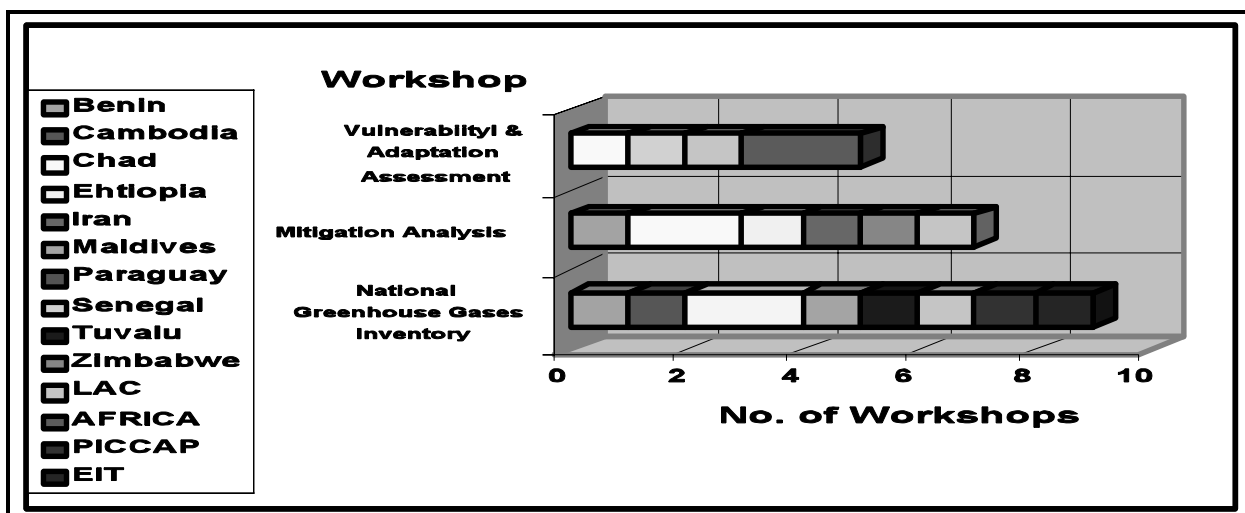 Workshop
Benin
Cambodia
Chad
Ehtiopia
Iran
Maldives
Paraguay
Senegal
Tuvalu
Zimbabwe
LAC
AFRICA
PICCAP
EIT
Vulnerabliityl &
Adaptation
Assessment
Mitigation Analysis
National
Greenhouse Gases
Inventory
0 2 4 6 8 10
No. of Workshops